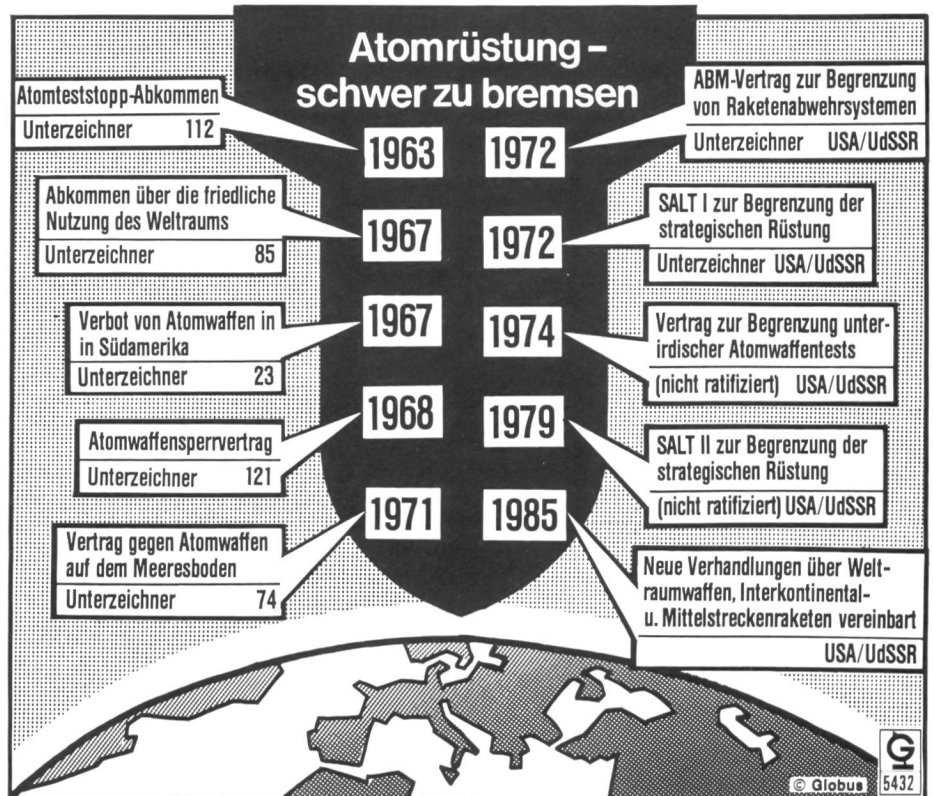 Atomrüstung –
schwer zu bremsen
Atomteststopp-Abkommen
Unterzeichner 112
1963
Abkommen über die friedliche
Nutzung des Weltraums
Unterzeichner 85
1967
Verbot von Atomwaffen in
in Südamerika
Unterzeichner 23
1967
Atomwaffensperrvertrag
Unterzeichner 121
1968
Vertrag gegen Atomwaffen
auf dem Meeresboden
Unterzeichner 74
1971
ABM-Vertrag zur Begrenzung
von Raketenabwehrsystemen
Unterzeichner USA/UdSSR
1972
SALT I zur Begrenzung der
strategischen Rüstung
Unterzeichner USA/UdSSR
1972
Vertrag zur Begrenzung unter-
irdischer Atomwaffentests
(nicht ratifiziert) USA/UdSSR
1974
SALT II zur Begrenzung der
strategischen Rüstung
(nicht ratifiziert) USA/UdSSR
1979
Neue Verhandlungen über Welt-
raumwaffen, Interkontinental-
u. Mittelstreckenraketen vereinbart
USA/UdSSR
1985
© Globus
G
5432